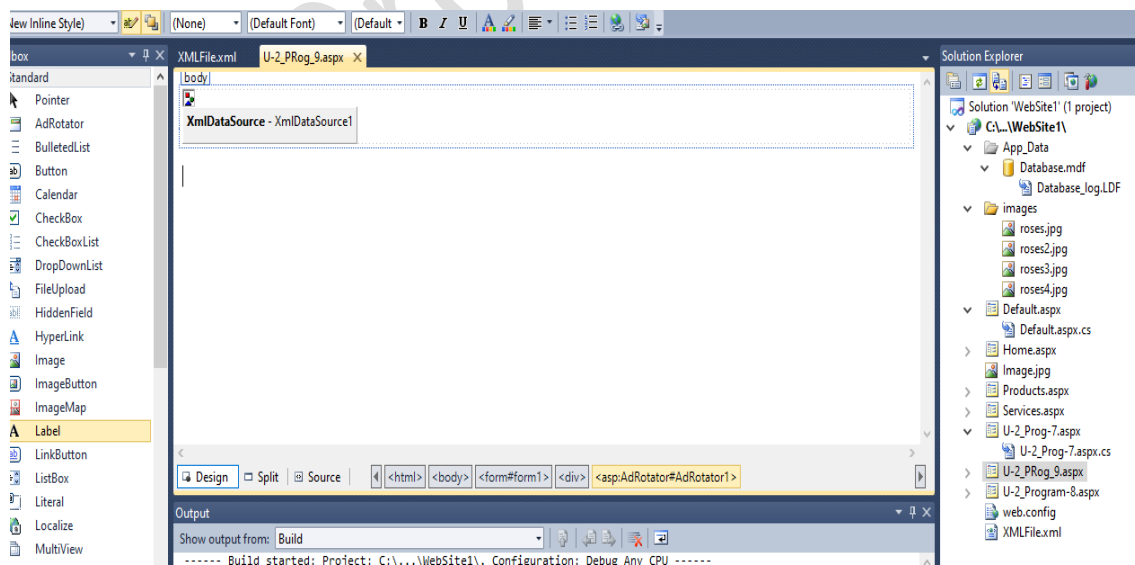 New Inline Style) (None) (Default Font) (Default B I U A
box
XMLFile.xml U-2_PRog_9.aspx ×
Solution Explorer
Standard
Pointer
AdRotator
BulletedList
Button
Calendar
CheckBox
CheckBoxList
DropDownList
FileUpload
HiddenField
HyperLink
Image
ImageButton
ImageMap
Label
LinkButton
ListBox
Literal
Localize
MultiView
body
XmlDataSource - XmlDataSource1
Design Split Source <html> <body> <form#form1> <div> <asp:AdRotator#AdRotator1>
Output
Show output from: Build
------ Build started: Project: C:\...\WebSite1\, Configuration: Debug Any CPU ------
Solution 'WebSite1' (1 project)
C:\...\WebSite1\
App_Data
Database.mdf
Database_log.LDF
images
roses.jpg
roses2.jpg
roses3.jpg
roses4.jpg
Default.aspx
Default.aspx.cs
Home.aspx
Image.jpg
Products.aspx
Services.aspx
U-2_Prog-7.aspx
U-2_Prog-7.aspx.cs
U-2_PRog_9.aspx
U-2_Program-8.aspx
web.config
XMLFile.xml